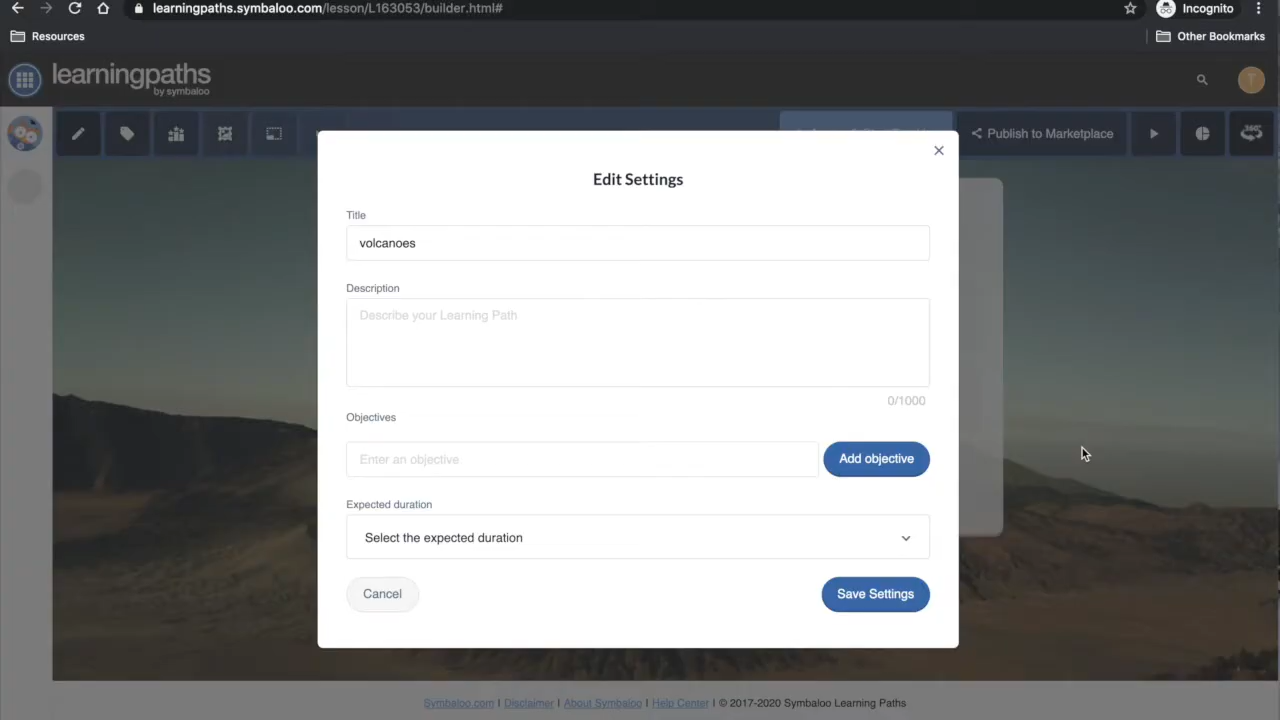 learningpaths.symbaloo.com/lesson/L163053/builder.html#
Incognito
Resources
Other Bookmarks
learningpaths
by symbaloo
T
Publish to Marketplace
360
Edit Settings
Title
volcanoes
Description
Describe your Learning Path
0/1000
Objectives
Enter an objective
Add objective
Expected duration
Select the expected duration
Cancel
Save Settings
Symbaloo.com | Disclaimer | About Symbaloo | Help Center | © 2017-2020 Symbaloo Learning Paths